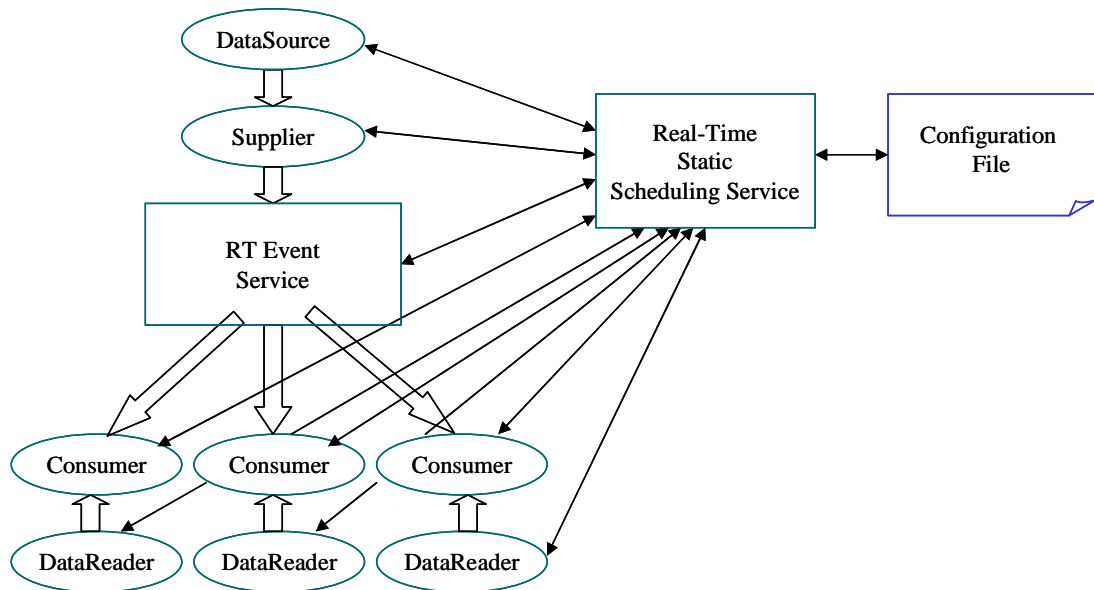 DataSource
Supplier
Real-Time
Static
Scheduling Service
Configuration
File
RT Event
Service
Consumer
Consumer
Consumer
DataReader
DataReader
DataReader